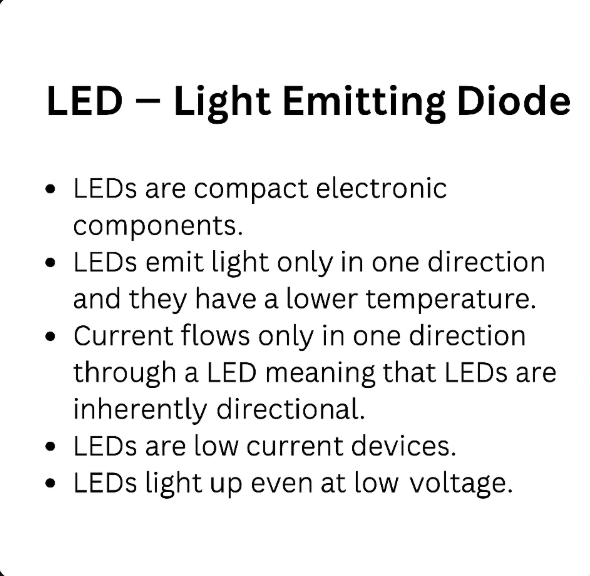 LED – Light Emitting Diode
• LEDs are compact electronic
components.
• LEDs emit light only in one direction
and they have a lower temperature.
• Current flows only in one direction
through a LED meaning that LEDs are
inherently directional.
• LEDs are low current devices.
• LEDs light up even at low voltage.